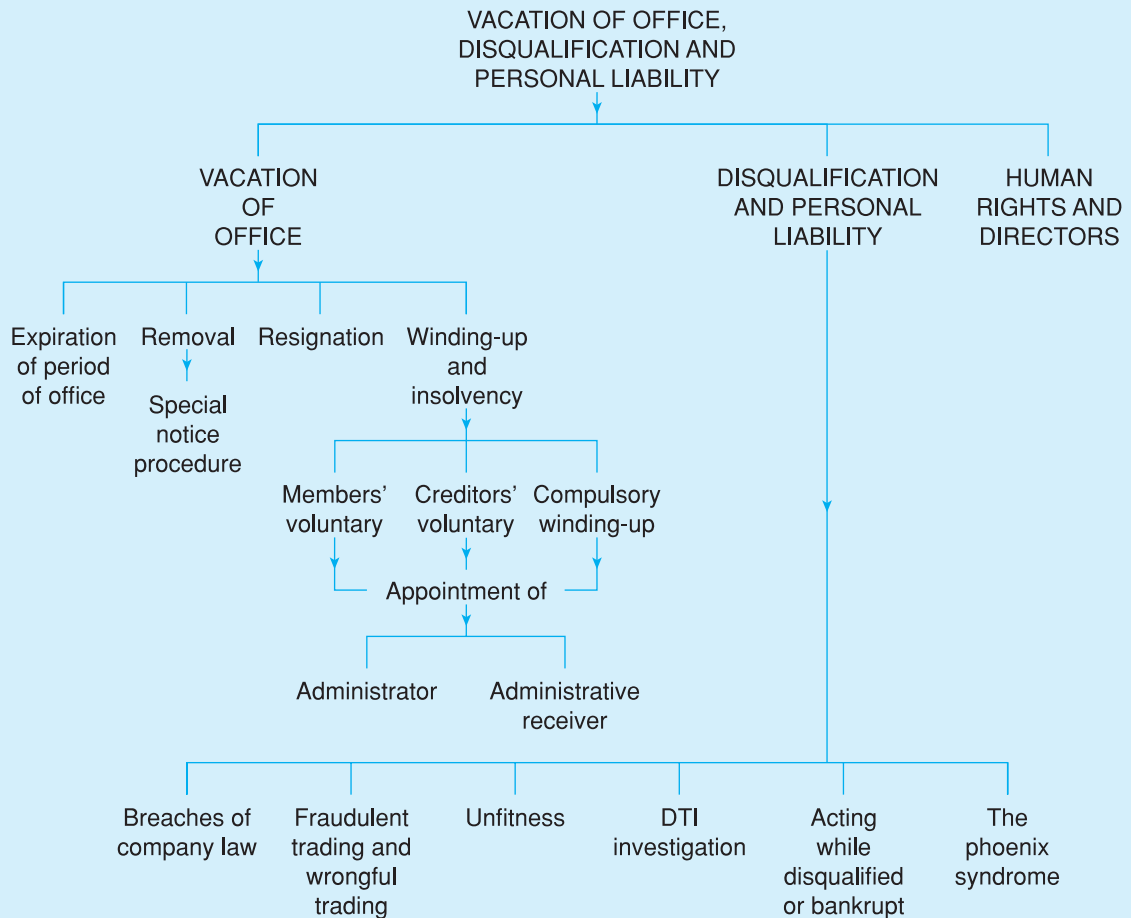 VACATION OF OFFICE,
DISQUALIFICATION AND
PERSONAL LIABILITY
VACATION
OF
OFFICE
DISQUALIFICATION
AND PERSONAL
LIABILITY
HUMAN
RIGHTS AND
DIRECTORS
Expiration
of period
of office
Removal
Special
notice
procedure
Resignation
Winding-up
and
insolvency
Members’
voluntary
Creditors’
voluntary
Compulsory
winding-up
Appointment of
Administrator
Administrative
receiver
Breaches of
company law
Fraudulent
trading and
wrongful
trading
Unfitness
DTI
investigation
Acting
while
disqualified
or bankrupt
The
phoenix
syndrome